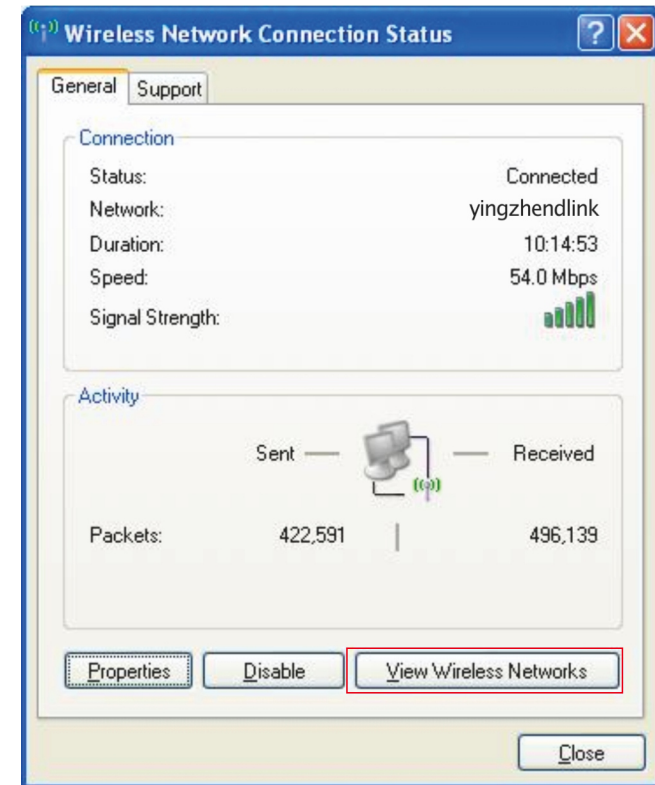 Wireless Network Connection Status
General Support
Connection
Status: Connected
Network: yingzhendlink
Duration: 10:14:53
Speed: 54.0 Mbps
Signal Strength:
Activity
Sent Received
Packets: 422,591 496,139
Properties Disable View Wireless Networks
Close